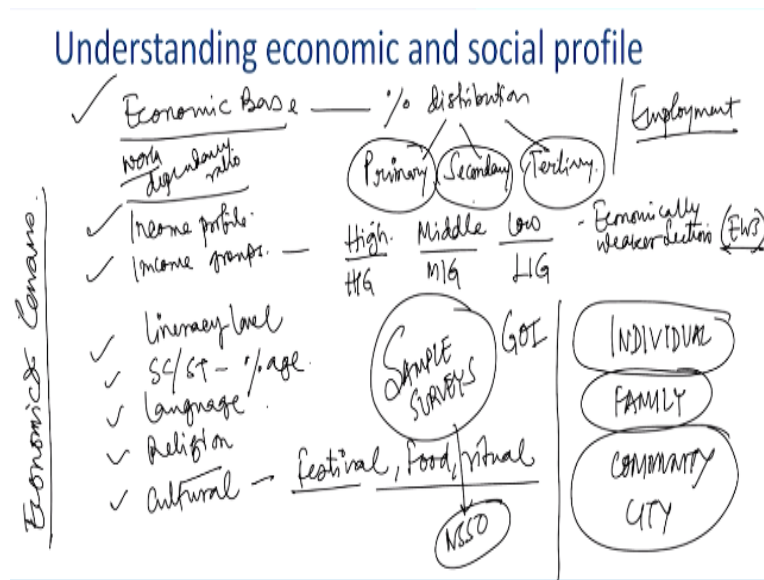 Understanding economic and social profile
Economic Base — % distribution
Employment
work dependancy ratio
Primary Secondary Tertiary
Income profile.
Income groups. — High. Middle Low - Economically weaker section (EWS)
HIG MIG LIG
Economic & Census.
Lineracy level
SC/ST - %age.
Language
Religion
Cultural - Festival, Food, ritual
SAMPLE SURVEYS
GOI
NSSO
INDIVIDUAL
FAMILY
COMMUNITY
CITY